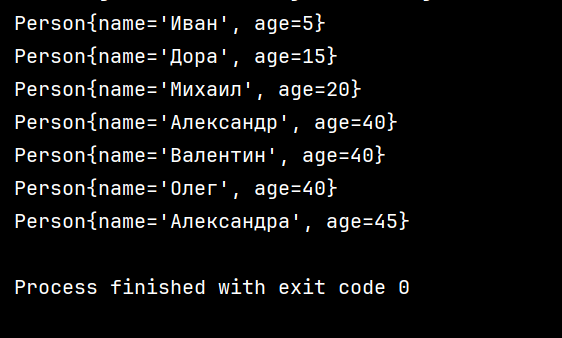 Person{name='Иван', age=5}
Person{name='Дора', age=15}
Person{name='Михаил', age=20}
Person{name='Александр', age=40}
Person{name='Валентин', age=40}
Person{name='Олег', age=40}
Person{name='Александра', age=45}
Process finished with exit code 0